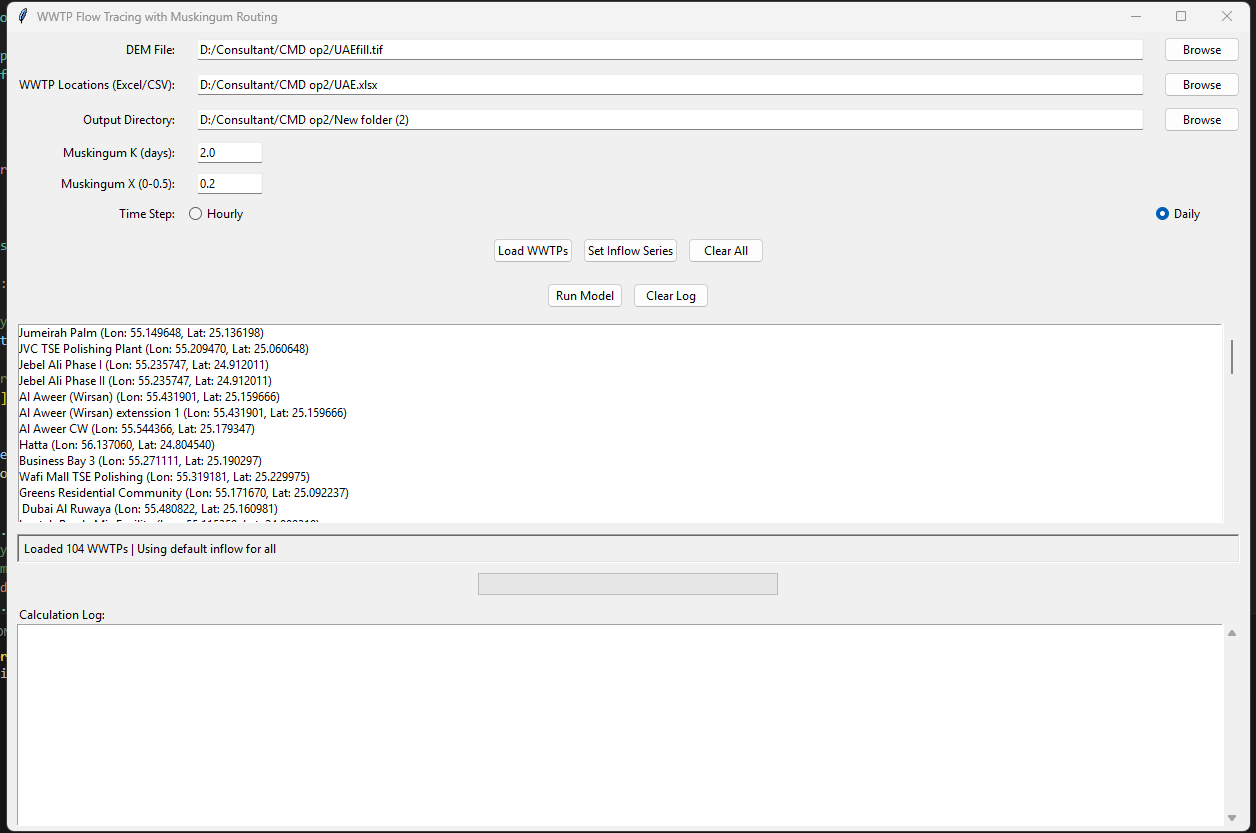 WWTP Flow Tracing with Muskingum Routing
DEM File: D:/Consultant/CMD op2/UAEfill.tif Browse
WWTP Locations (Excel/CSV): D:/Consultant/CMD op2/UAE.xlsx Browse
Output Directory: D:/Consultant/CMD op2/New folder (2) Browse
Muskingum K (days): 2.0
Muskingum X (0-0.5): 0.2
Time Step: Hourly Daily
Load WWTPs Set Inflow Series Clear All
Run Model Clear Log
Jumeirah Palm (Lon: 55.149648, Lat: 25.136198)
JVC TSE Polishing Plant (Lon: 55.209470, Lat: 25.060648)
Jebel Ali Phase I (Lon: 55.235747, Lat: 24.912011)
Jebel Ali Phase II (Lon: 55.235747, Lat: 24.912011)
Al Aweer (Wirsan) (Lon: 55.431901, Lat: 25.159666)
Al Aweer (Wirsan) extenssion 1 (Lon: 55.431901, Lat: 25.159666)
Al Aweer CW (Lon: 55.544366, Lat: 25.179347)
Hatta (Lon: 56.137060, Lat: 24.804540)
Business Bay 3 (Lon: 55.271111, Lat: 25.190297)
Wafi Mall TSE Polishing (Lon: 55.319181, Lat: 25.229975)
Greens Residential Community (Lon: 55.171670, Lat: 25.092237)
Dubai Al Ruwaya (Lon: 55.480822, Lat: 25.160981)
Loaded 104 WWTPs | Using default inflow for all
Calculation Log: